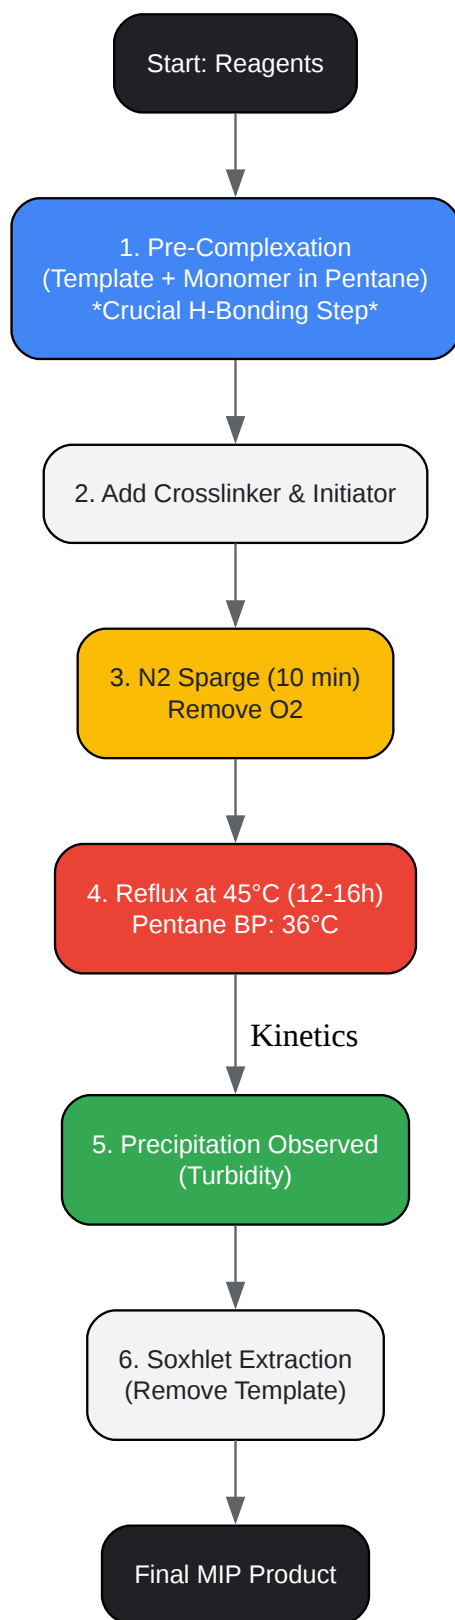 Start: Reagents
1. Pre-Complexation
(Template + Monomer in Pentane)
*Crucial H-Bonding Step*
2. Add Crosslinker & Initiator
3. N2 Sparge (10 min)
Remove O2
4. Reflux at 45°C (12-16h)
Pentane BP: 36°C
Kinetics
5. Precipitation Observed
(Turbidity)
6. Soxhlet Extraction
(Remove Template)
Final MIP Product